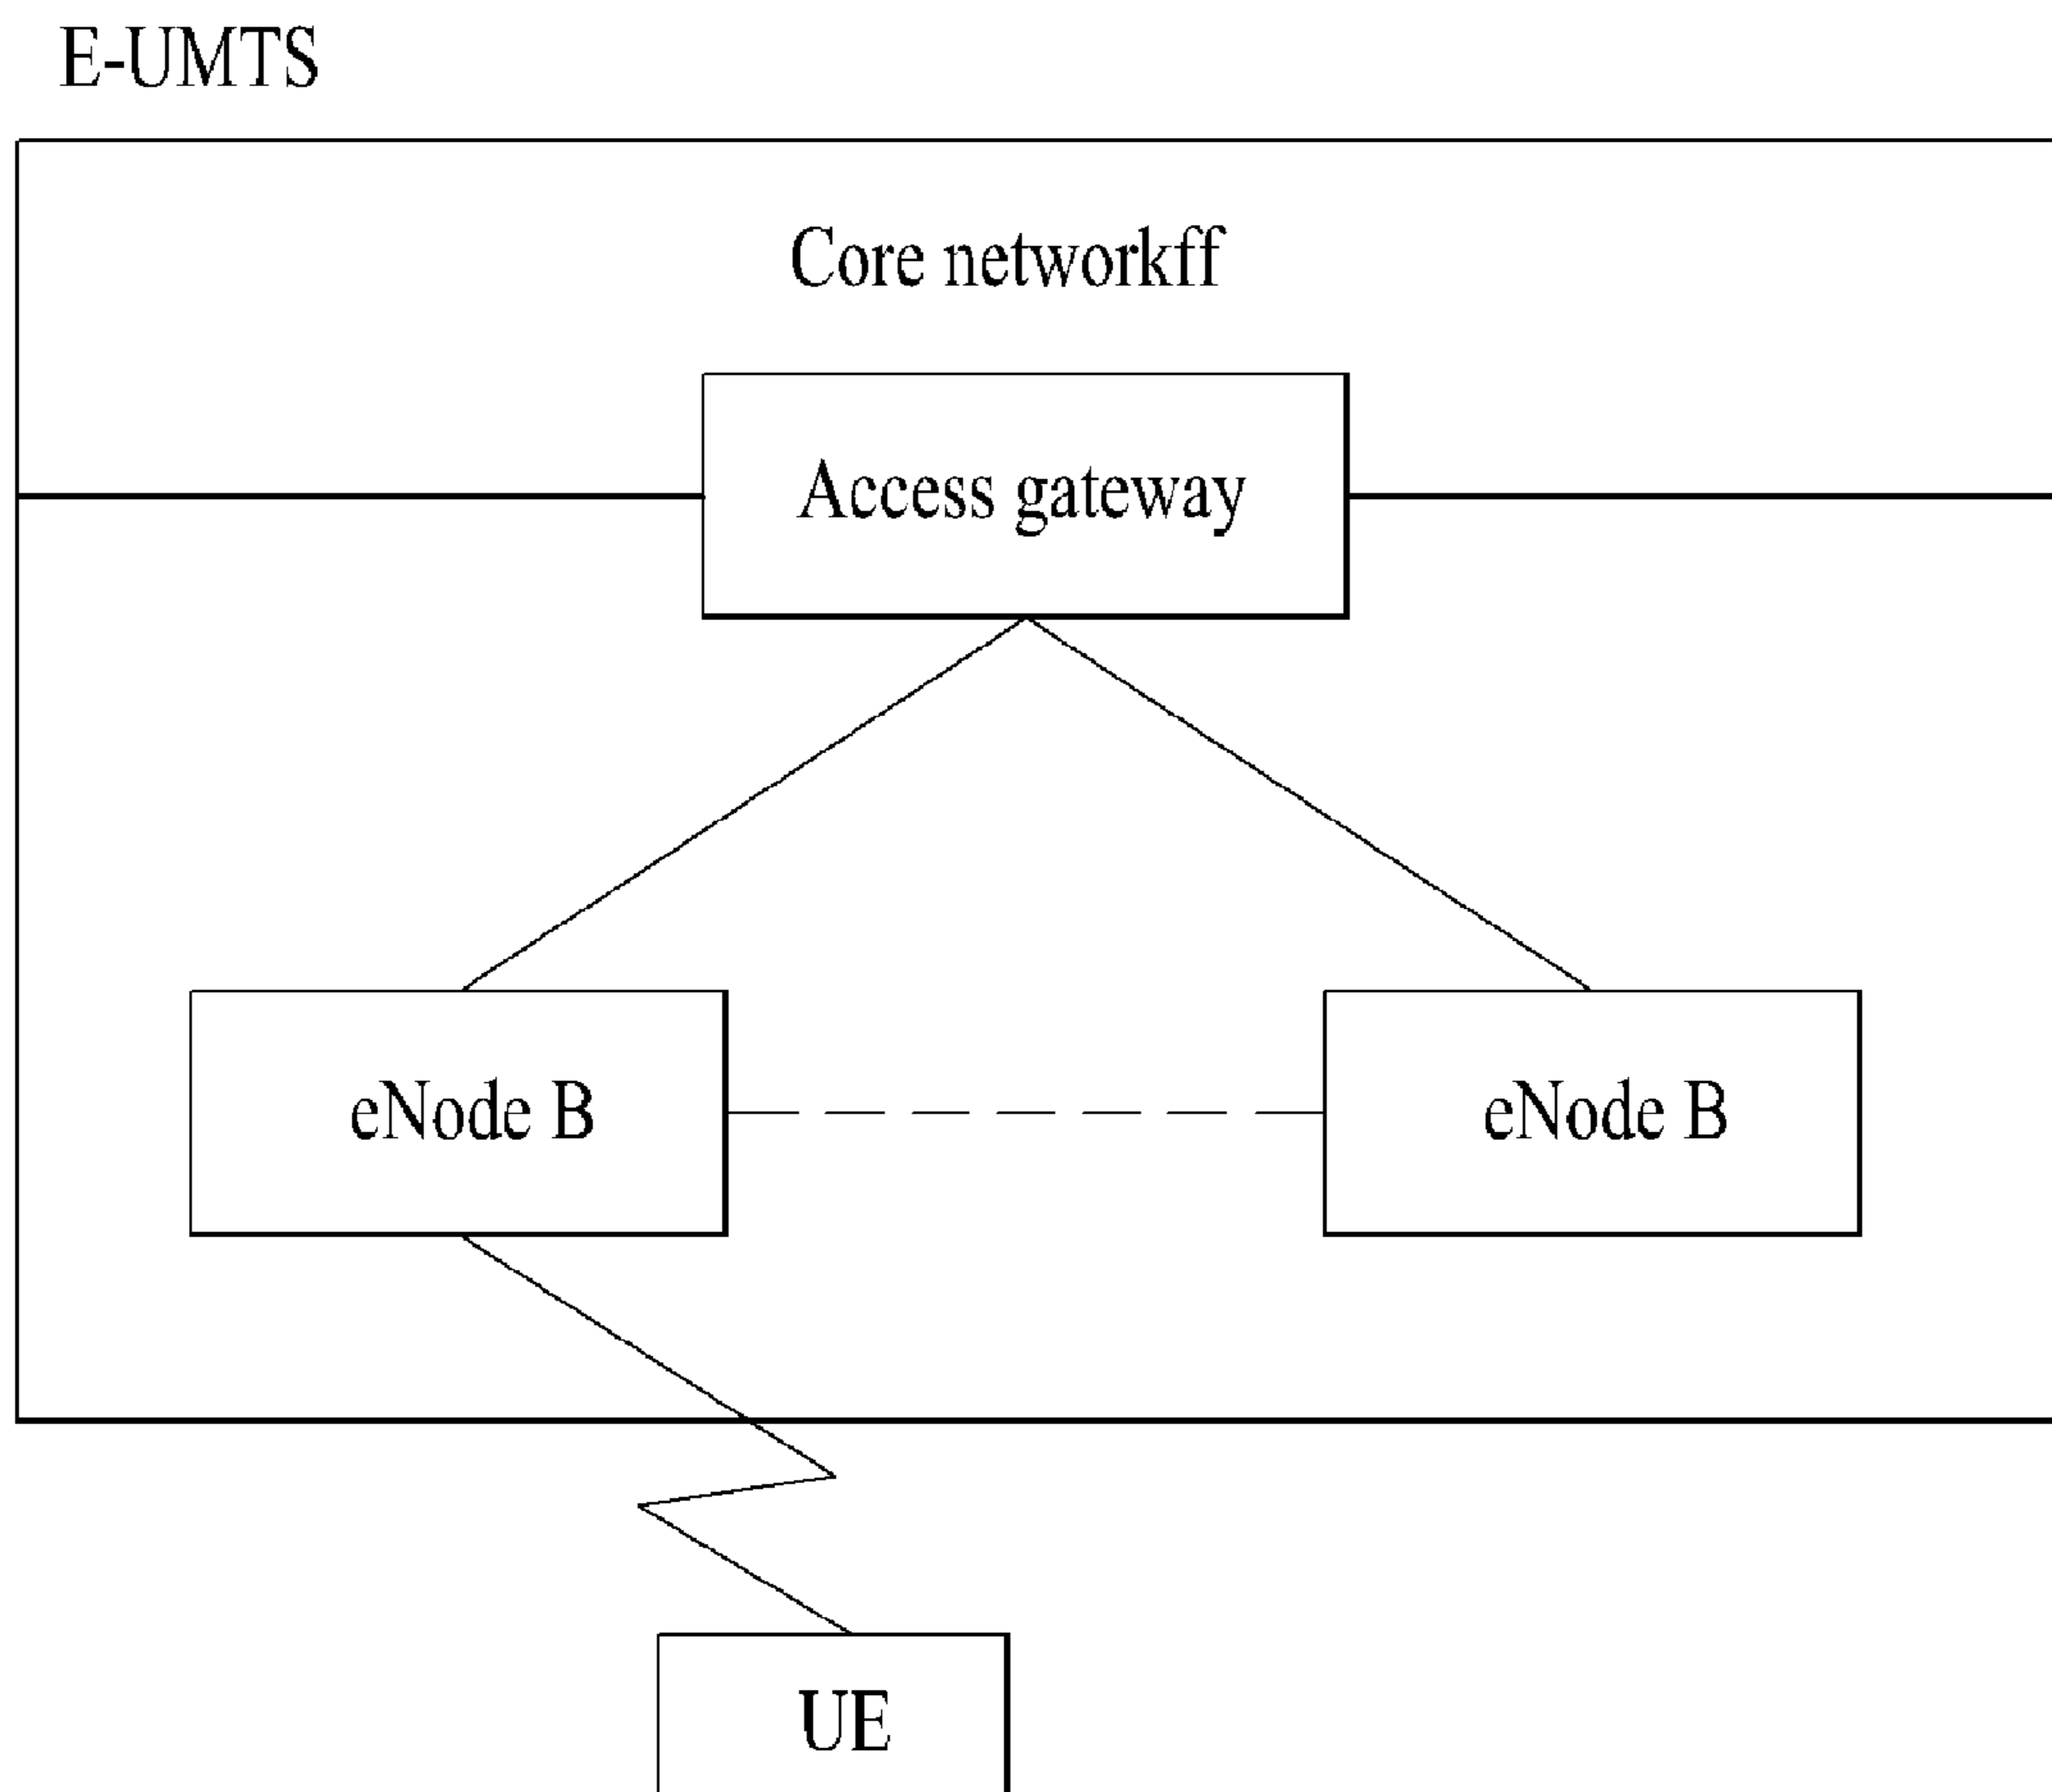 E-UMTS
Core networkff
Access gateway
eNode B
eNode B
UE